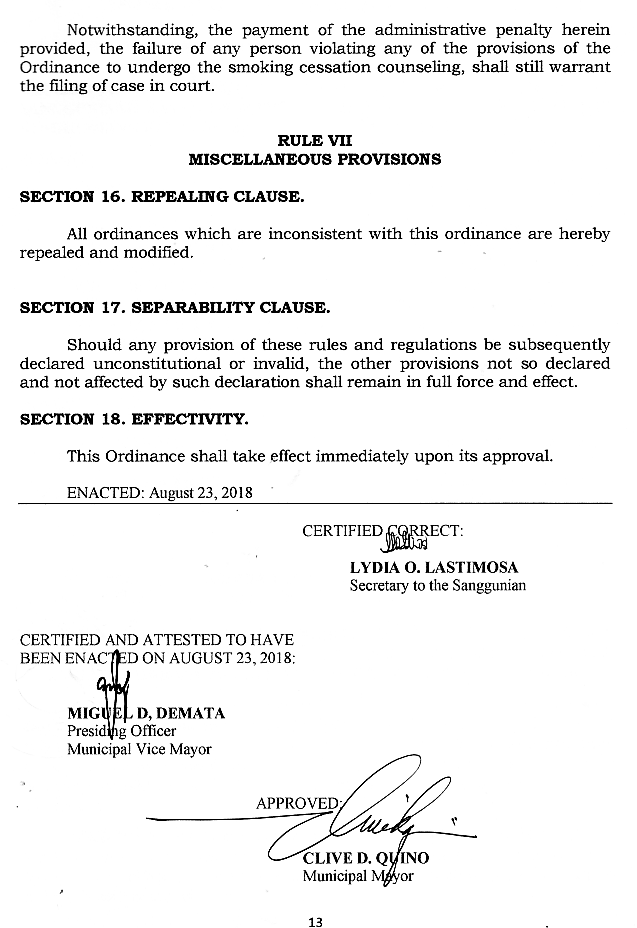 Notwithstanding, the payment of the administrative penalty herein
provided, the failure of any person violating any of the provisions of the
Ordinance to undergo the smoking cessation counseling, shall still warrant
the filing of case in court.
RULE VII
MISCELLANEOUS PROVISIONS
SECTION 16. REPEALING CLAUSE.
All ordinances which are inconsistent with this ordinance are hereby
repealed and modified.
SECTION 17. SEPARABILITY CLAUSE.
Should any provision of these rules and regulations be subsequently
declared unconstitutional or invalid, the other provisions not so declared
and not affected by such declaration shall remain in full force and effect.
SECTION 18. EFFECTIVITY.
This Ordinance shall take effect immediately upon its approval.
ENACTED: August 23, 2018
CERTIFIED CORRECT:
LYDIA O. LASTIMOSA
Secretary to the Sanggunian
CERTIFIED AND ATTESTED TO HAVE
BEEN ENACTED ON AUGUST 23, 2018:
MIGUEL D, DEMATA
Presiding Officer
Municipal Vice Mayor
APPROVED:
CLIVE D. QUINO
Municipal Mayor
13